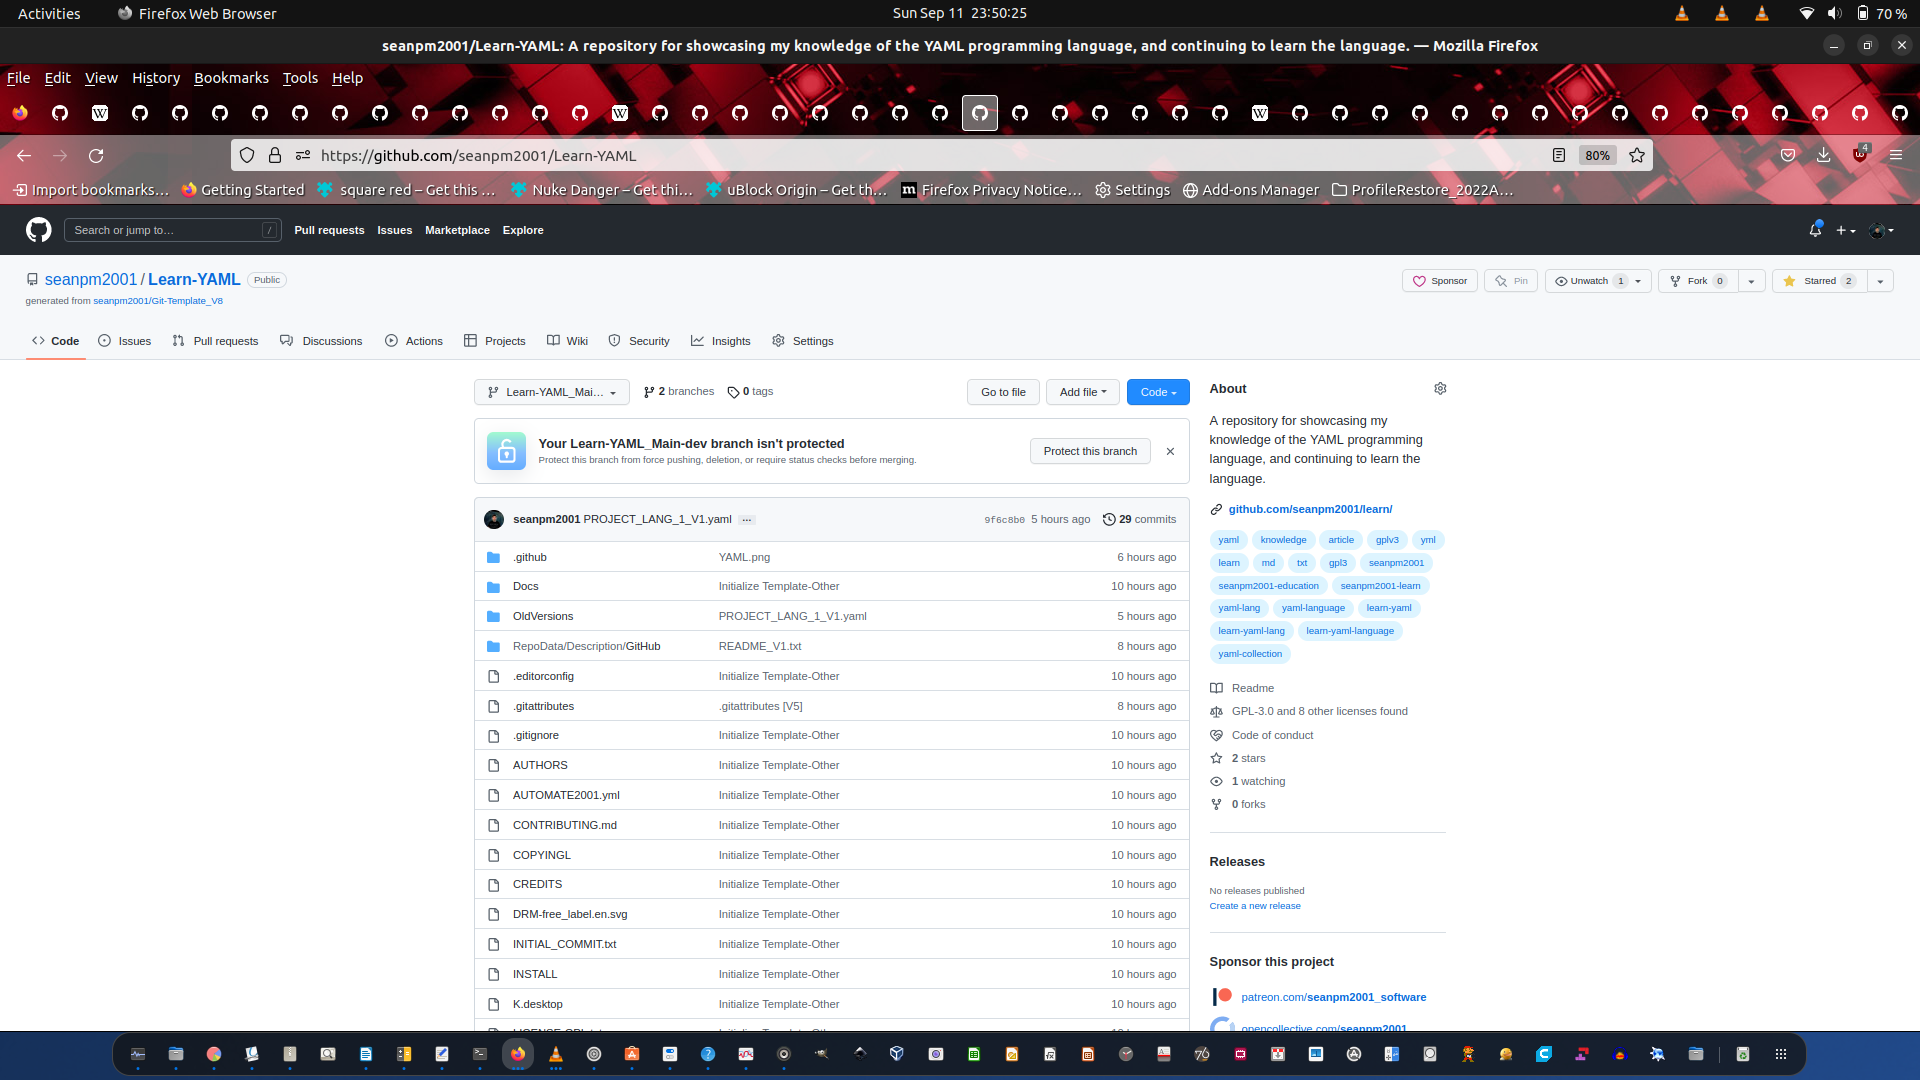 Activities Firefox Web Browser Sun Sep 11 23:50:25 70 %
seanpm2001/Learn-YAML: A repository for showcasing my knowledge of the YAML programming language, and continuing to learn the language. — Mozilla Firefox
File Edit View History Bookmarks Tools Help
https://github.com/seanpm2001/Learn-YAML 80% 4
Import bookmarks… Getting Started square red – Get this … Nuke Danger – Get thi… uBlock Origin – Get th… Firefox Privacy Notice… Settings Add-ons Manager ProfileRestore_2022A…
Search or jump to… / Pull requests Issues Marketplace Explore
seanpm2001 / Learn-YAML Public Sponsor Pin Unwatch 1 Fork 0 Starred 2
generated from seanpm2001/Git-Template_V8
Code Issues Pull requests Discussions Actions Projects Wiki Security Insights Settings
Learn-YAML_Mai… 2 branches 0 tags Go to file Add file Code
Your Learn-YAML_Main-dev branch isn't protected
Protect this branch from force pushing, deletion, or require status checks before merging.
Protect this branch
seanpm2001 PROJECT_LANG_1_V1.yaml … 9f6c8b0 5 hours ago 29 commits
.github YAML.png 6 hours ago
Docs Initialize Template-Other 10 hours ago
OldVersions PROJECT_LANG_1_V1.yaml 5 hours ago
RepoData/Description/GitHub README_V1.txt 8 hours ago
.editorconfig Initialize Template-Other 10 hours ago
.gitattributes .gitattributes [V5] 8 hours ago
.gitignore Initialize Template-Other 10 hours ago
AUTHORS Initialize Template-Other 10 hours ago
AUTOMATE2001.yml Initialize Template-Other 10 hours ago
CONTRIBUTING.md Initialize Template-Other 10 hours ago
COPYINGL Initialize Template-Other 10 hours ago
CREDITS Initialize Template-Other 10 hours ago
DRM-free_label.en.svg Initialize Template-Other 10 hours ago
INITIAL_COMMIT.txt Initialize Template-Other 10 hours ago
INSTALL Initialize Template-Other 10 hours ago
K.desktop Initialize Template-Other 10 hours ago
About
A repository for showcasing my
knowledge of the YAML programming
language, and continuing to learn the
language.
github.com/seanpm2001/learn/
yaml knowledge article gplv3 yml
learn md txt gpl3 seanpm2001
seanpm2001-education seanpm2001-learn
yaml-lang yaml-language learn-yaml
learn-yaml-lang learn-yaml-language
yaml-collection
Readme
GPL-3.0 and 8 other licenses found
Code of conduct
2 stars
1 watching
0 forks
Releases
No releases published
Create a new release
Sponsor this project
patreon.com/seanpm2001_software
opencollective.com/seanpm2001